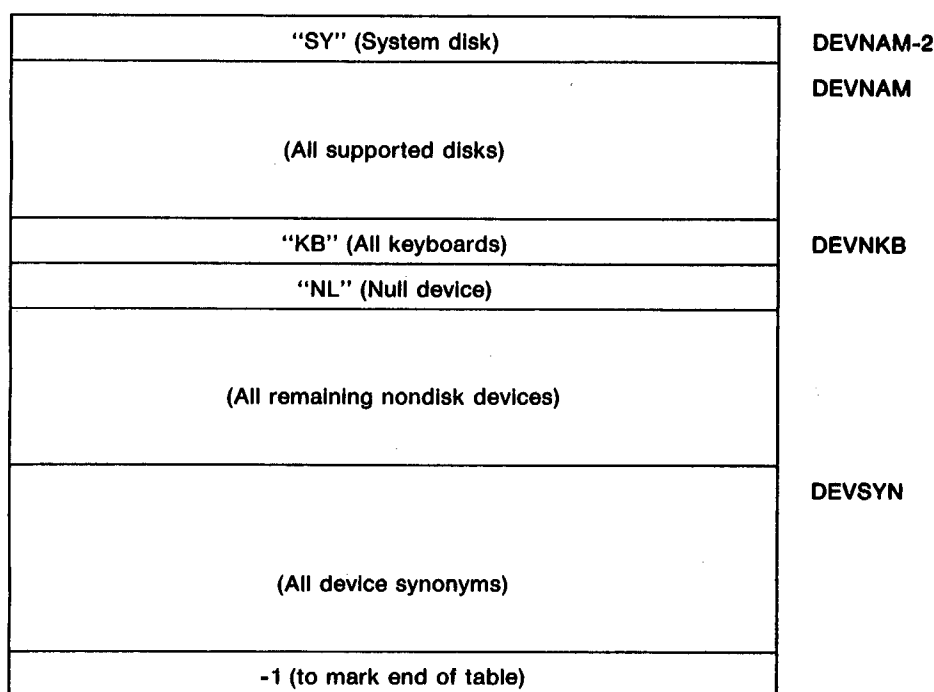 “SY” (System disk) DEVNAM-2
DEVNAM
(All supported disks)
“KB” (All keyboards) DEVNKB
“NL” (Null device)
(All remaining nondisk devices)
DEVSYN
(All device synonyms)
-1 (to mark end of table)